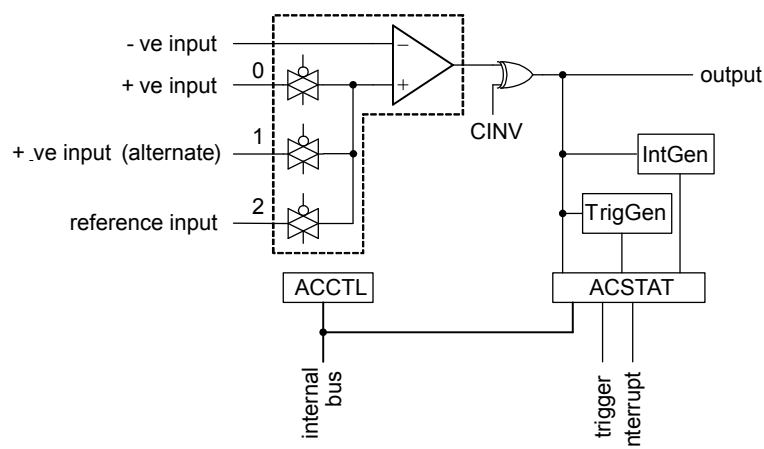 - ve input
0
+ ve input
−
+
output
CINV
1
+ -ve input (alternate)
IntGen
2
reference input
TrigGen
ACCTL
ACSTAT
internal
bus
trigger
nterrupt